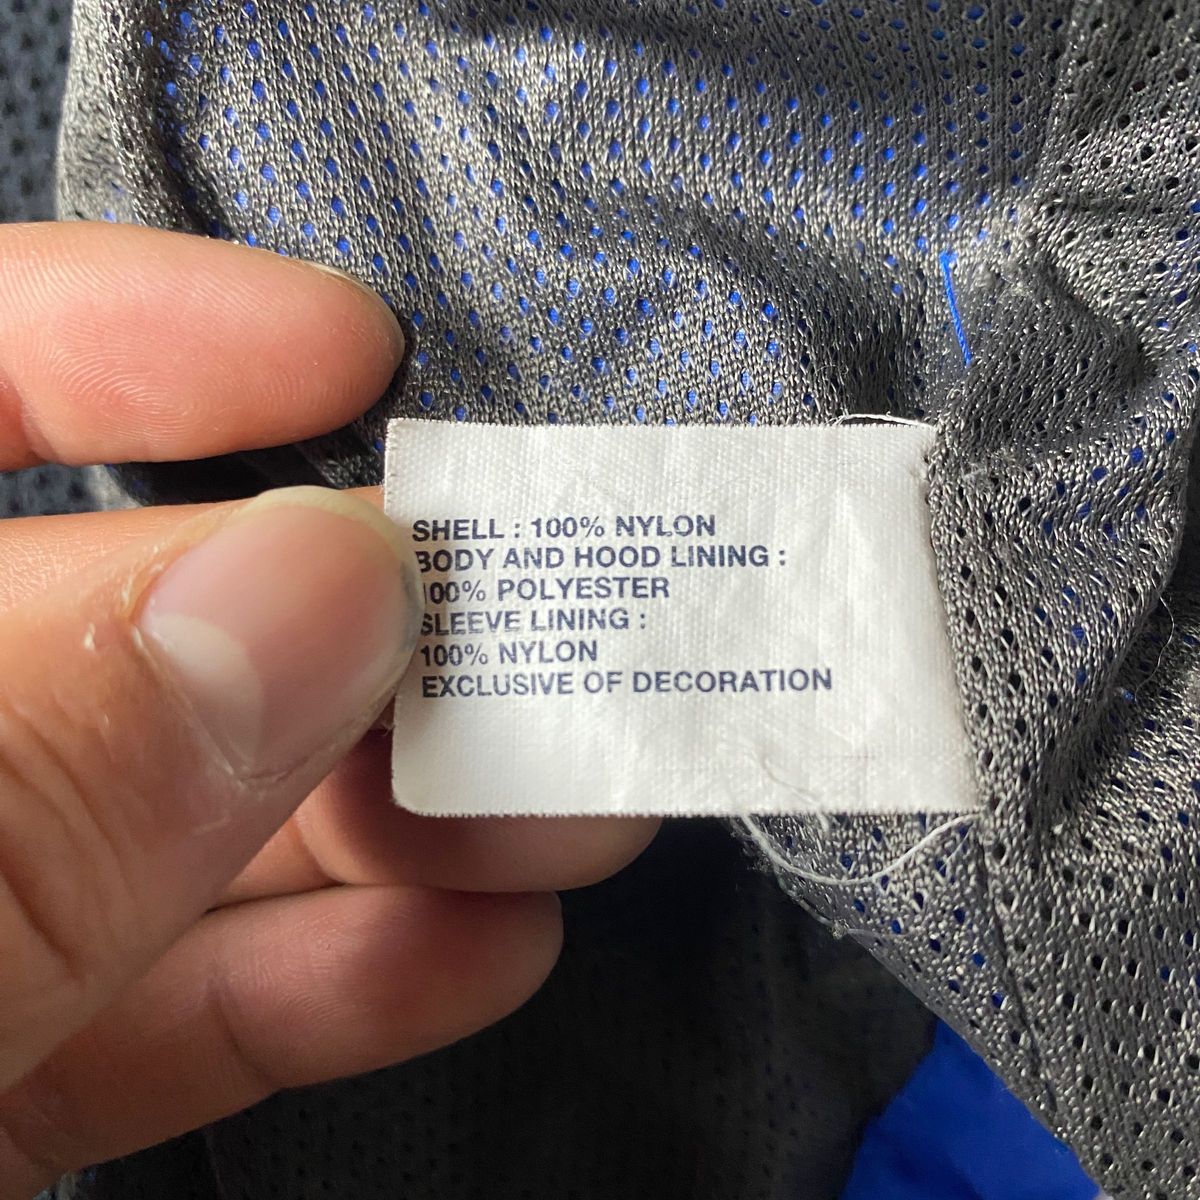 SHELL : 100% NYLON
BODY AND HOOD LINING :
100% POLYESTER
SLEEVE LINING :
100% NYLON
EXCLUSIVE OF DECORATION